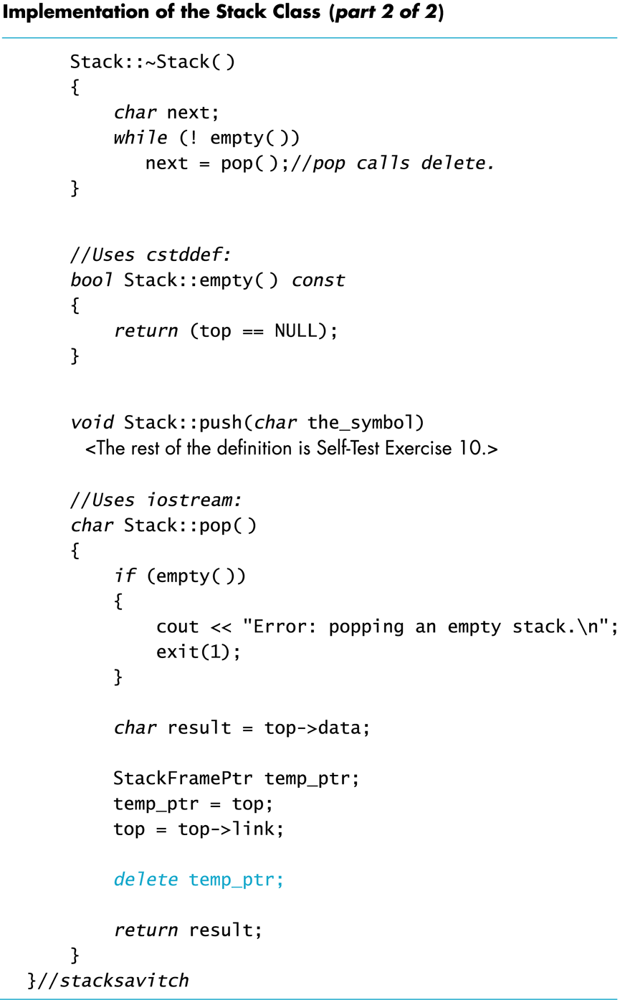 Implementation of the Stack Class (part 2 of 2)
Stack::~Stack( )
{
char next;
while (! empty( ))
next = pop( );//pop calls delete.
}
//Uses cstddef:
bool Stack::empty( ) const
{
return (top == NULL);
}
void Stack::push(char the_symbol)
<The rest of the definition is Self-Test Exercise 10.>
//Uses iostream:
char Stack::pop( )
{
if (empty( ))
{
cout << "Error: popping an empty stack.\n";
exit(1);
}
char result = top->data;
StackFramePtr temp_ptr;
temp_ptr = top;
top = top->link;
delete temp_ptr;
return result;
}
}//stacksavitch